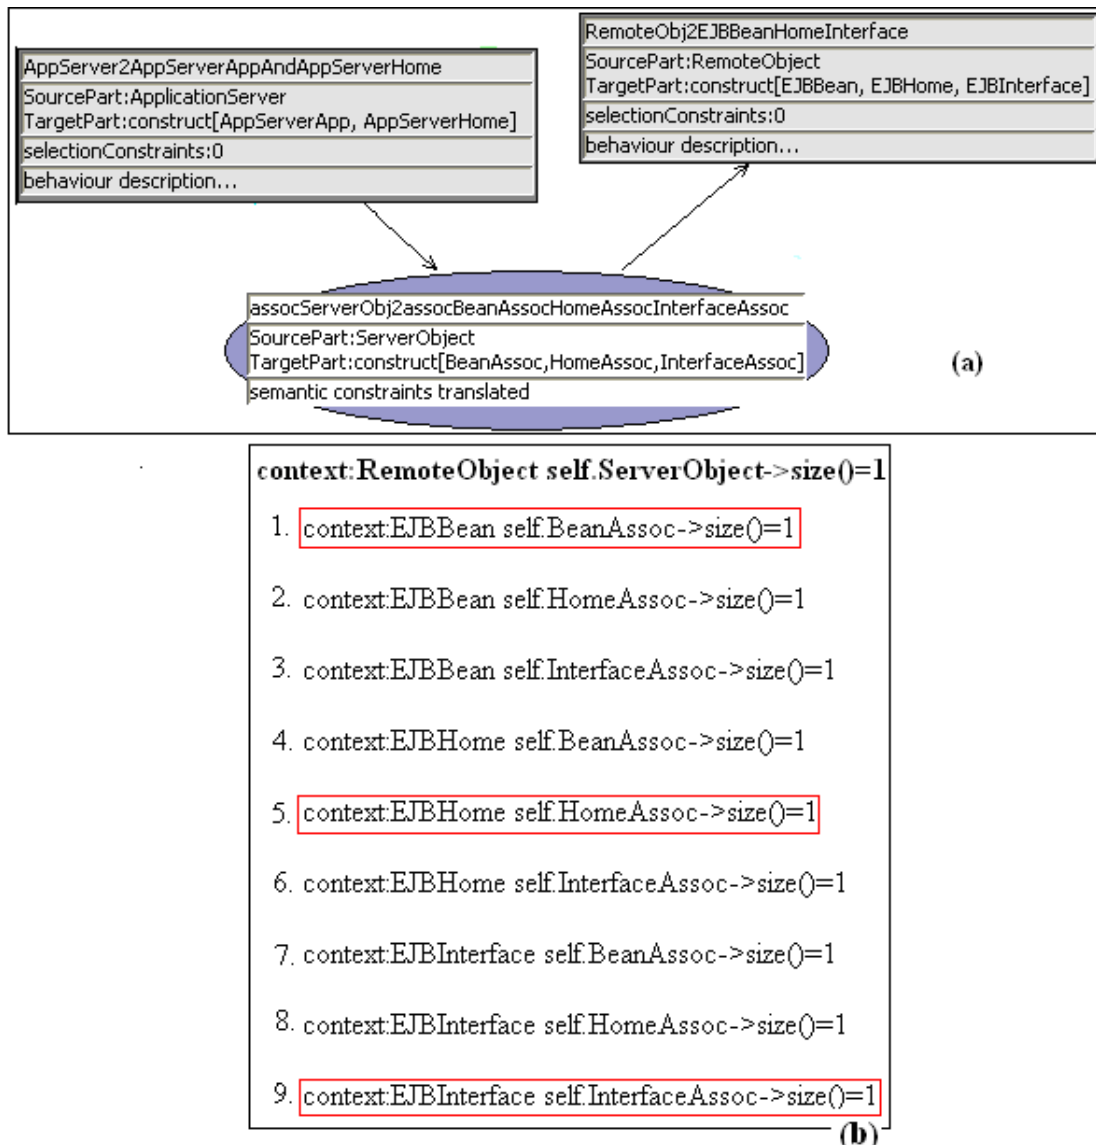 AppServer2AppServerAppAndAppServerHome
SourcePart:ApplicationServer
TargetPart:construct[AppServerApp, AppServerHome]
selectionConstraints:0
behaviour description...
RemoteObj2EJBBeanHomeInterface
SourcePart:RemoteObject
TargetPart:construct[EJBBean, EJBHome, EJBInterface]
selectionConstraints:0
behaviour description...
assocServerObj2assocBeanAssocHomeAssocInterfaceAssoc
SourcePart:ServerObject
TargetPart:construct[BeanAssoc,HomeAssoc,InterfaceAssoc]
semantic constraints translated
(a)
context:RemoteObject self.ServerObject->size()=1
1. context:EJBBean self.BeanAssoc->size()=1
2. context:EJBBean self.HomeAssoc->size()=1
3. context:EJBBean self.InterfaceAssoc->size()=1
4. context:EJBHome self.BeanAssoc->size()=1
5. context:EJBHome self.HomeAssoc->size()=1
6. context:EJBHome self.InterfaceAssoc->size()=1
7. context:EJBInterface self.BeanAssoc->size()=1
8. context:EJBInterface self.HomeAssoc->size()=1
9. context:EJBInterface self.InterfaceAssoc->size()=1
(b)